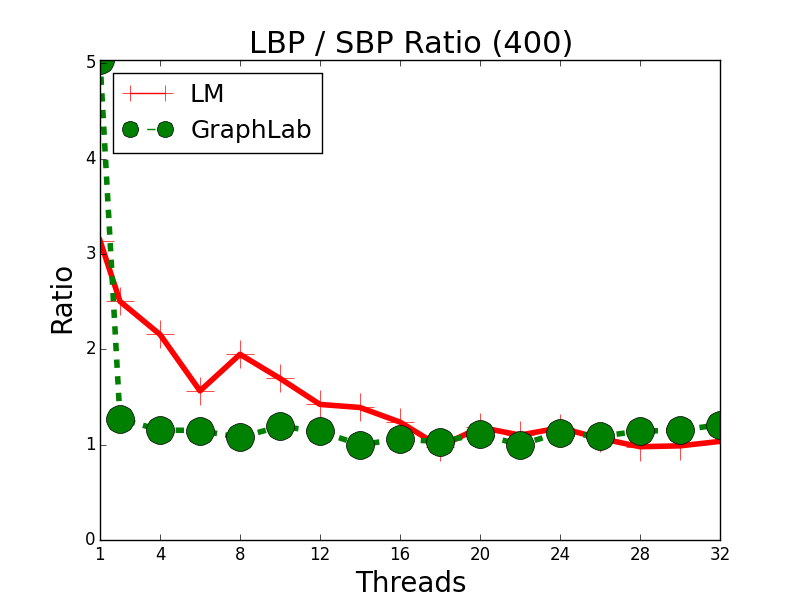 LBP / SBP Ratio (400)
LM
GraphLab
Ratio
5
4
3
2
1
0
1 4 8 12 16 20 24 28 32
Threads